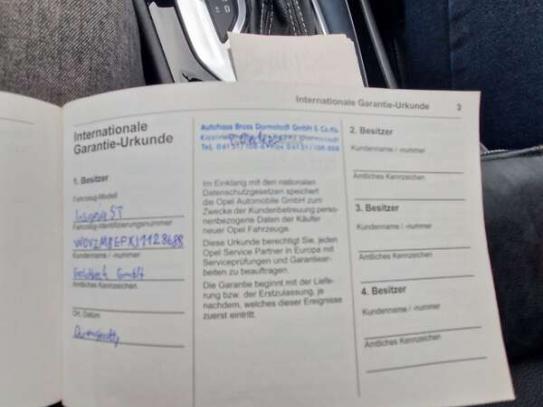 Internationale Garantie-Urkunde 3
Internationale
Garantie-Urkunde
1. Besitzer
Fahrzeug-Modell
Insignia ST
Fahrzeug-Identifizierungsnummer
Kundenname / -nummer
GmbH
Amtliches Kennzeichen
Ort, Datum
Autohaus Brass Darmstadt GmbH & Co. KG
Im Einklang mit den nationalen
Datenschutzgesetzen speichert
die Opel Automobile GmbH zum
Zwecke der Kundenbetreuung perso-
nenbezogene Daten der Käufer
neuer Opel Fahrzeuge.
Diese Urkunde berechtigt Sie, jeden
Opel Service Partner in Europa mit
Serviceprüfungen und Garantiear-
beiten zu beauftragen.
Die Garantie beginnt mit der Liefe-
rung bzw. der Erstzulassung, je
nachdem, welches dieser Ereignisse
zuerst eintritt.
2. Besitzer
Kundenname / -nummer
Amtliches Kennzeichen
3. Besitzer
Kundenname / -nummer
Amtliches Kennzeichen
4. Besitzer
Kundenname / -nummer
Amtliches Kennzeichen